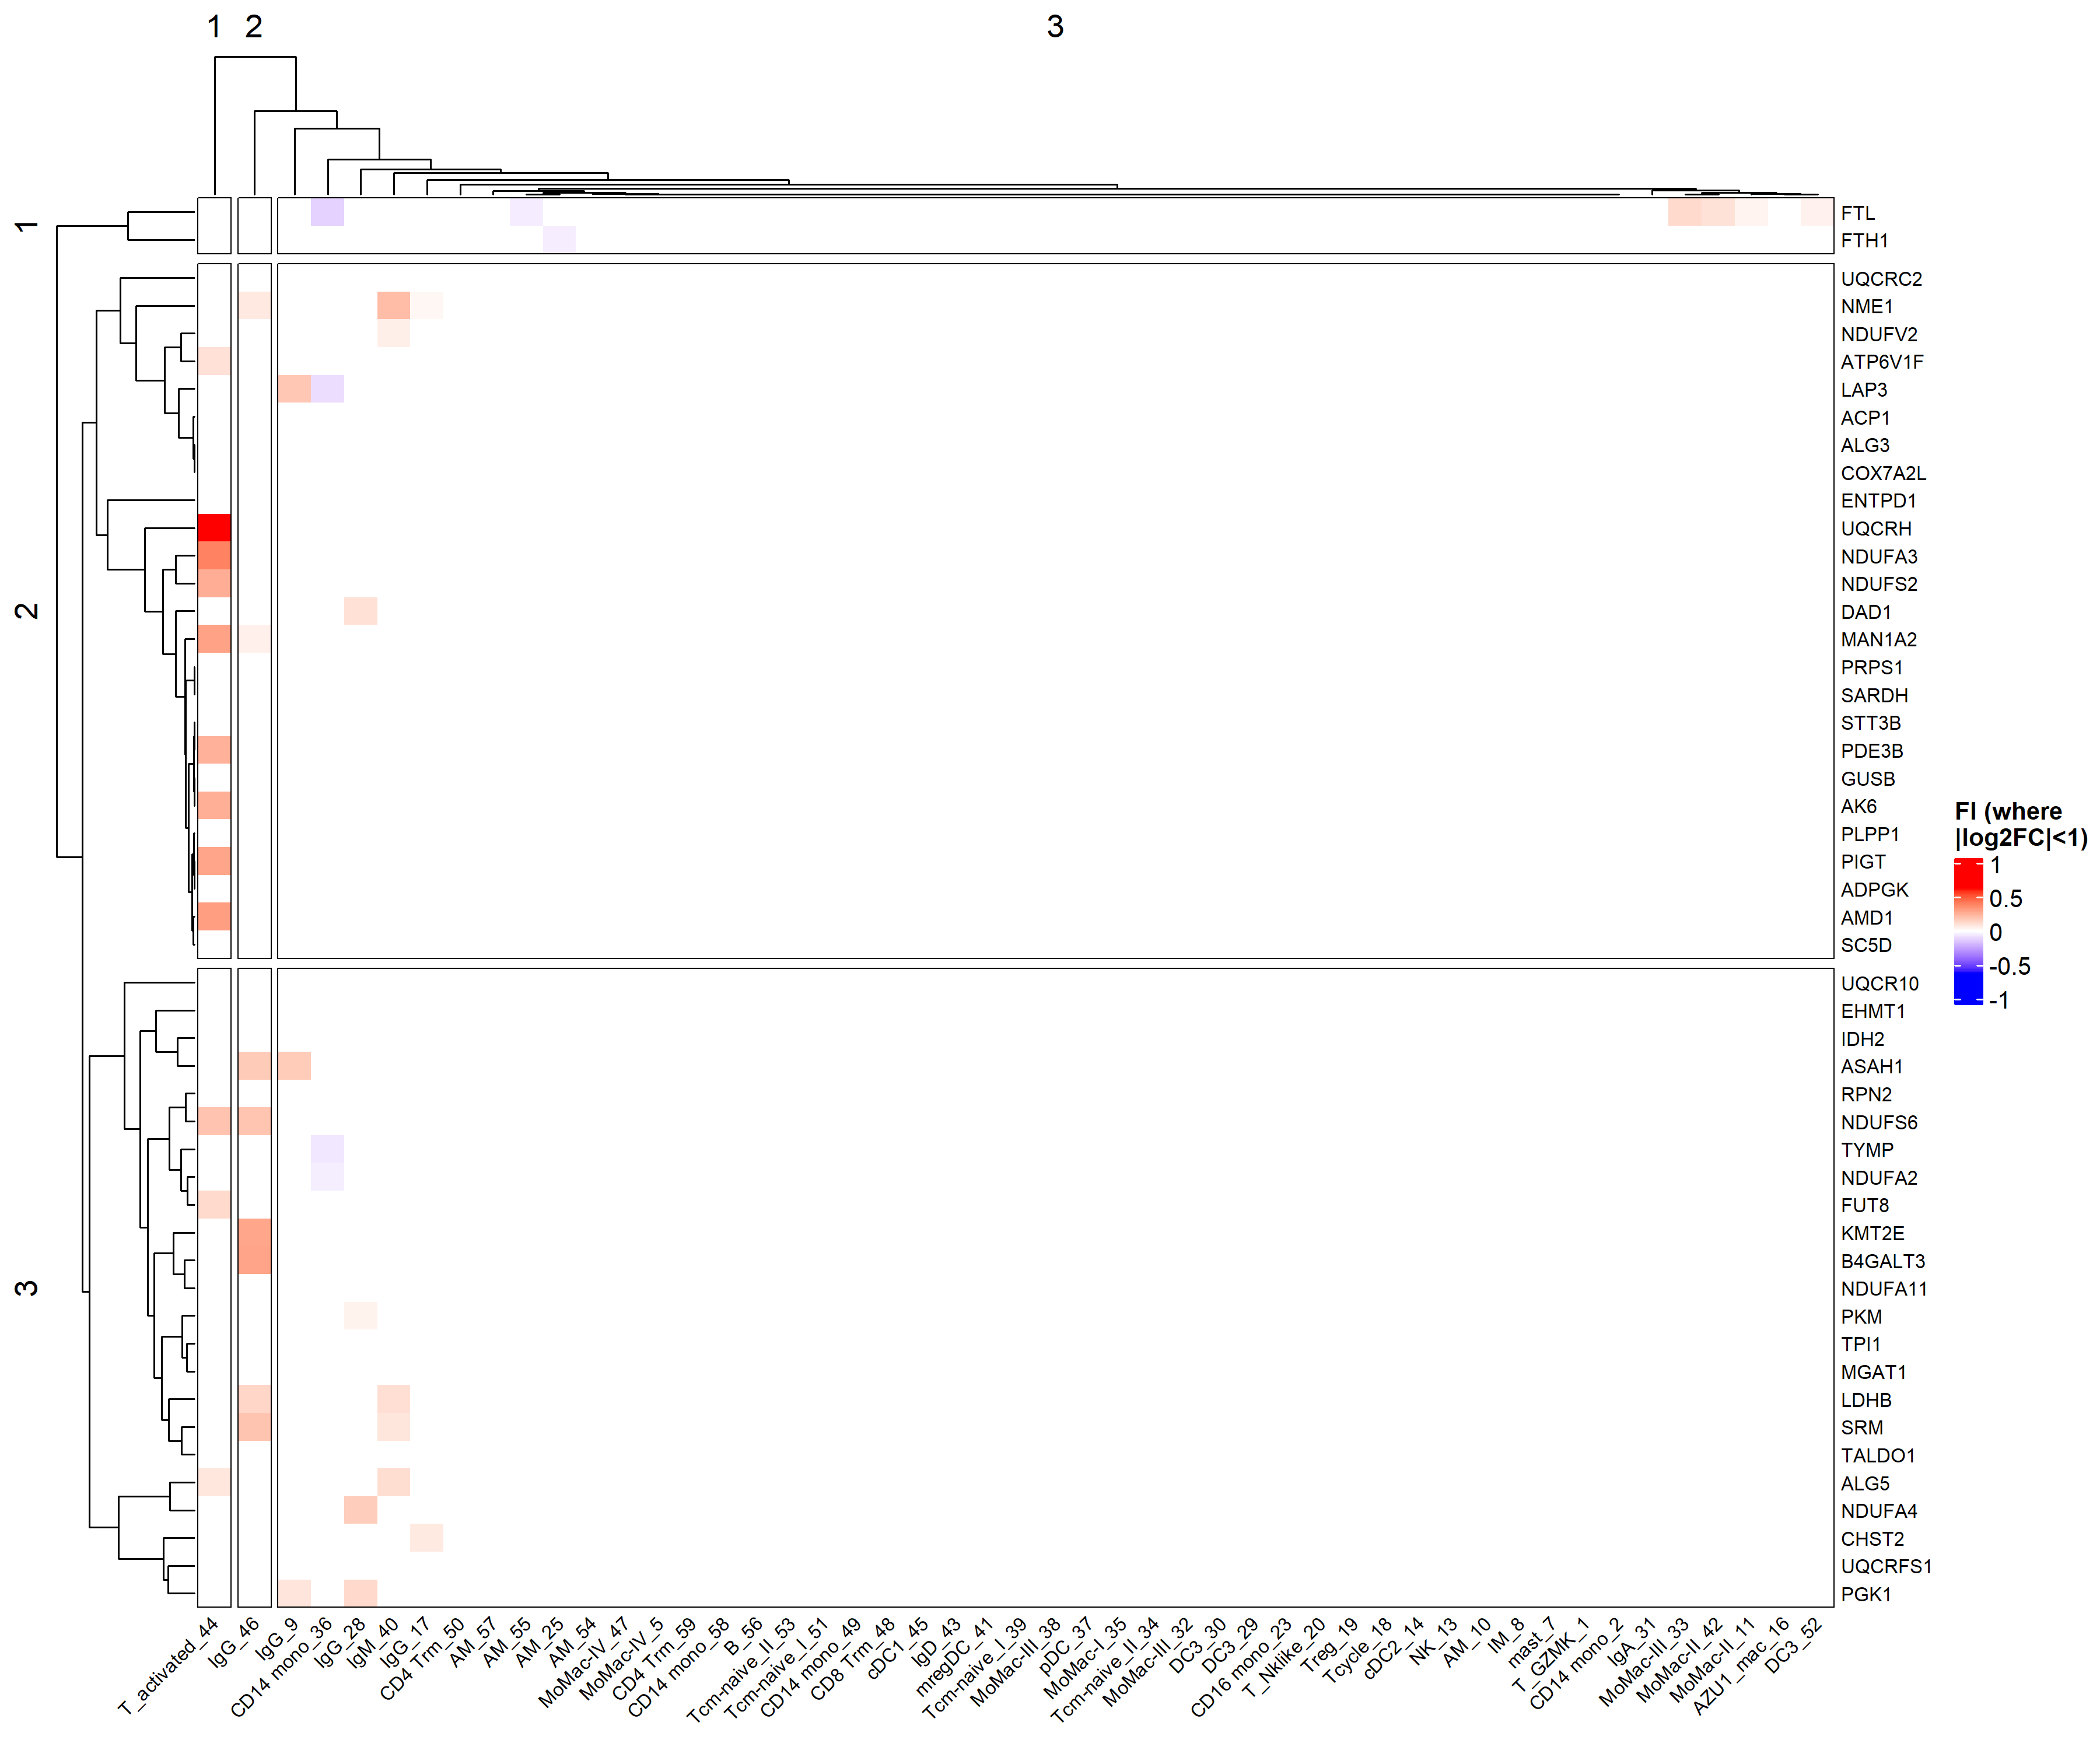 1 2 3
1
2
3
FTL
FTH1
UQCRC2
NME1
NDUFV2
ATP6V1F
LAP3
ACP1
ALG3
COX7A2L
ENTPD1
UQCRH
NDUFA3
NDUFS2
DAD1
MAN1A2
PRPS1
SARDH
STT3B
PDE3B
GUSB
AK6
PLPP1
PIGT
ADPGK
AMD1
SC5D
UQCR10
EHMT1
IDH2
ASAH1
RPN2
NDUFS6
TYMP
NDUFA2
FUT8
KMT2E
B4GALT3
NDUFA11
PKM
TPI1
MGAT1
LDHB
SRM
TALDO1
ALG5
NDUFA4
CHST2
UQCRFS1
PGK1
FI (where
|log2FC|<1)
1
0.5
0
-0.5
-1
T_activated_44
IgG_46
IgG_9
CD14 mono_36
IgG_28
IgM_40
IgG_17
CD4 Trm_50
AM_57
AM_55
AM_25
AM_54
MoMac-IV_47
MoMac-IV_5
CD4 Trm_59
CD14 mono_58
B_56
Tcm-naive_II_53
Tcm-naive_I_51
CD14 mono_49
CD8 Trm_48
cDC1_45
IgD_43
mregDC_41
Tcm-naive_I_39
MoMac-III_38
pDC_37
MoMac-I_35
Tcm-naive_II_34
MoMac-III_32
DC3_30
DC3_29
CD16 mono_23
T_Nklike_20
Treg_19
Tcycle_18
cDC2_14
NK_13
AM_10
IM_8
mast_7
T_GZMK_1
CD14 mono_2
IgA_31
MoMac-III_33
MoMac-II_42
MoMac-II_11
AZU1_mac_16
DC3_52